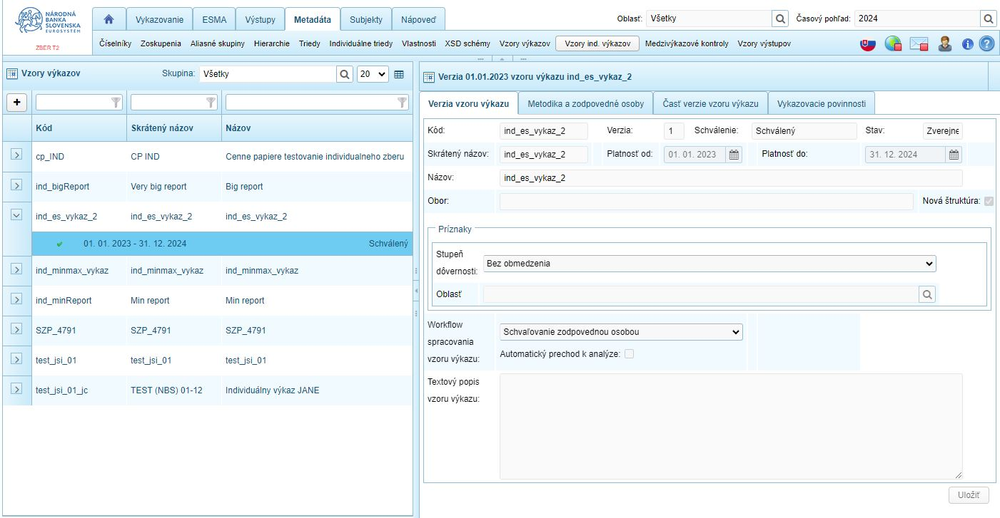 NÁRODNÁ
BANKA
SLOVENSKA
EUROSYSTÉM
ZBER T2
Vykazovanie
ESMA
Výstupy
Metadáta
Subjekty
Nápoveď
Oblasť:
Všetky
Časový pohľad:
2024
Číselníky
Zoskupenia
Aliasné skupiny
Hierarchie
Triedy
Individuálne triedy
Vlastnosti
XSD schémy
Vzory výkazov
Vzory ind. výkazov
Medzivýkazové kontroly
Vzory výstupov
Vzory výkazov
Skupina:
Všetky
20
+
Kód
Skrátený názov
Názov
cp_IND
CP IND
Cenne papiere testovanie individualneho zberu
ind_bigReport
Very big report
Big report
ind_es_vykaz_2
ind_es_vykaz_2
ind_es_vykaz_2
01. 01. 2023 - 31. 12. 2024
Schválený
ind_minmax_vykaz
ind_minmax_vykaz
ind_minmax_vykaz
ind_minReport
Min report
Min report
SZP_4791
SZP_4791
SZP_4791
test_jsi_01
test_jsi_01
test_jsi_01
test_jsi_01_jc
TEST (NBS) 01-12
Individuálny výkaz JANE
Verzia 01.01.2023 vzoru výkazu ind_es_vykaz_2
Verzia vzoru výkazu
Metodika a zodpovedné osoby
Časť verzie vzoru výkazu
Vykazovacie povinnosti
Kód:
ind_es_vykaz_2
Verzia:
1
Schválenie:
Schválený
Stav:
Zverejne
Skrátený názov:
ind_es_vykaz_2
Platnosť od:
01. 01. 2023
Platnosť do:
31. 12. 2024
Názov:
ind_es_vykaz_2
Obor:
Nová štruktúra:
Príznaky
Stupeň
dôvernosti:
Bez obmedzenia
Oblasť
Workflow
spracovania
vzoru výkazu:
Schvaľovanie zodpovednou osobou
Automatický prechod k analýze:
Textový popis
vzoru výkazu:
Uložiť